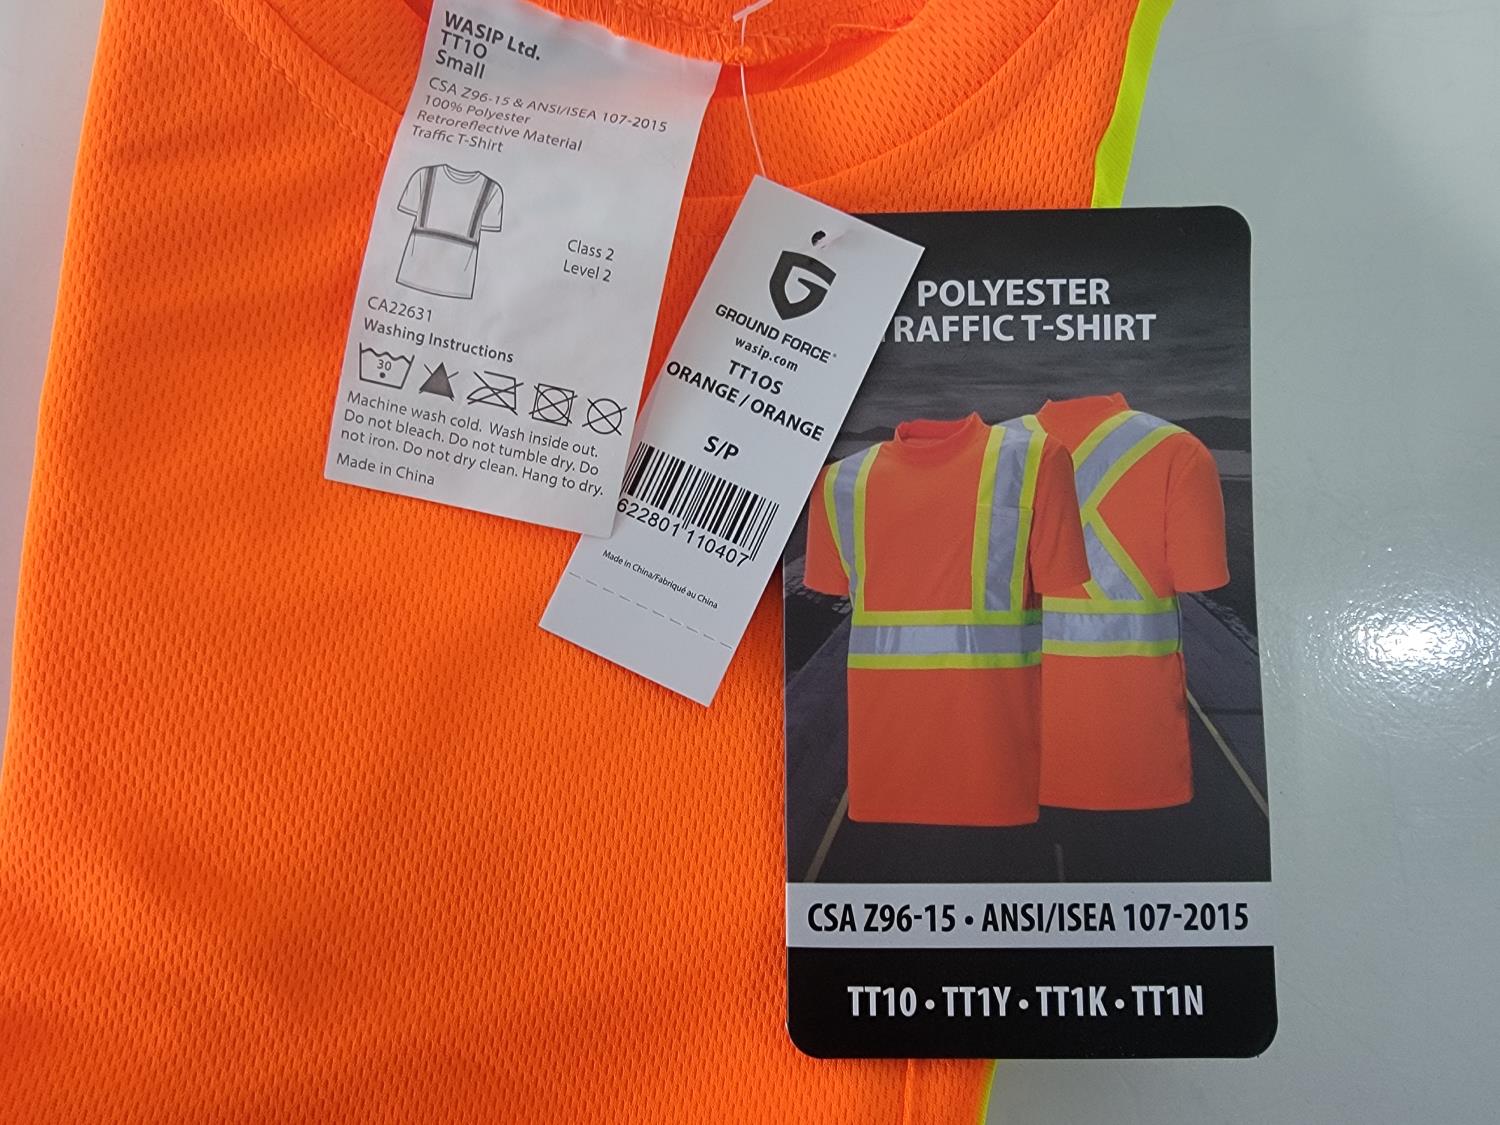 WASIP Ltd.
TT1O
Small
CSA Z96-15 & ANSI/ISEA 107-2015
100% Polyester
Retroreflective Material
Traffic T-Shirt
Class 2
Level 2
CA22631
Washing Instructions
30
Machine wash cold. Wash inside out.
Do not bleach. Do not tumble dry. Do
not iron. Do not dry clean. Hang to dry.
Made in China
G
GROUND FORCE®
wasip.com
TT1OS
ORANGE / ORANGE
S/P
622801 110407
Made in China/Fabriqué au China
POLYESTER
RAFFIC T-SHIRT
CSA Z96-15 • ANSI/ISEA 107-2015
TT1O • TT1Y • TT1K • TT1N